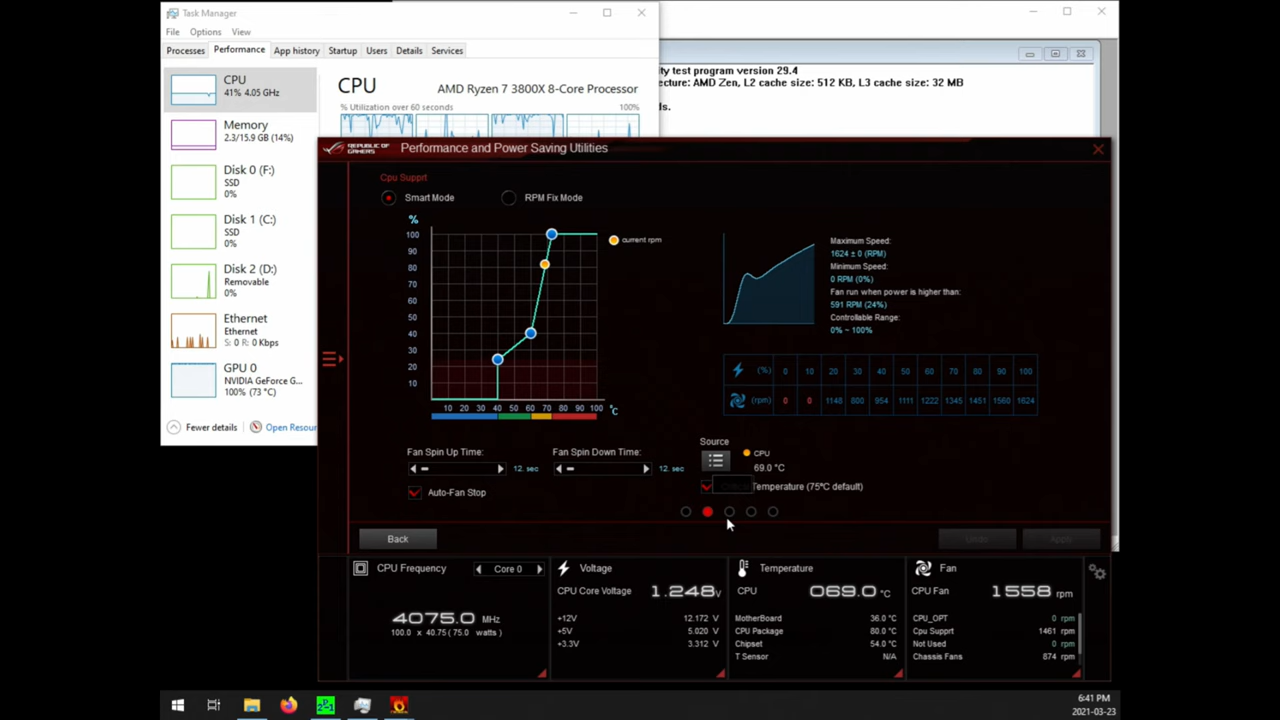 Task Manager
File Options View
Processes Performance App history Startup Users Details Services
CPU
41% 4.05 GHz
Memory
2.3/15.9 GB (14%)
Disk 0 (F:)
SSD
0%
Disk 1 (C:)
SSD
0%
Disk 2 (D:)
Removable
0%
Ethernet
Ethernet
S: 0 R: 0 Kbps
GPU 0
NVIDIA GeForce G...
100% (73 °C)
Fewer details Open Resour
CPU AMD Ryzen 7 3800X 8-Core Processor
% Utilization over 60 seconds 100%
ity test program version 29.4
ecture: AMD Zen, L2 cache size: 512 KB, L3 cache size: 32 MB
ds.
REPUBLIC OF
GAMERS
Performance and Power Saving Utilities
Cpu Supprt
Smart Mode RPM Fix Mode
%
100
90
80
70
60
50
40
30
20
10
10 20 30 40 50 60 70 80 90 100 °C
current rpm
Maximum Speed:
1624 ± 0 (RPM)
Minimum Speed:
0 RPM (0%)
Fan run when power is higher than:
591 RPM (24%)
Controllable Range:
0% ~ 100%
(%) 0 10 20 30 40 50 60 70 80 90 100
(rpm) 0 0 1148 800 954 1111 1222 1345 1451 1560 1624
Fan Spin Up Time: Fan Spin Down Time:
12. sec 12. sec
Auto-Fan Stop
Source
CPU
69.0 °C
Temperature (75°C default)
Back Undo Apply
CPU Frequency Core 0
4075.0 MHz
100.0 x 40.75 (75.0 watts)
Voltage
CPU Core Voltage 1.248 V
+12V 12.172 V
+5V 5.020 V
+3.3V 3.312 V
Temperature
CPU 069.0 °C
MotherBoard 36.0 °C
CPU Package 80.0 °C
Chipset 54.0 °C
T Sensor N/A
Fan
CPU Fan 1558 rpm
CPU_OPT 0 rpm
Cpu Supprt 1461 rpm
Not Used 0 rpm
Chassis Fans 874 rpm
6:41 PM
2021-03-23